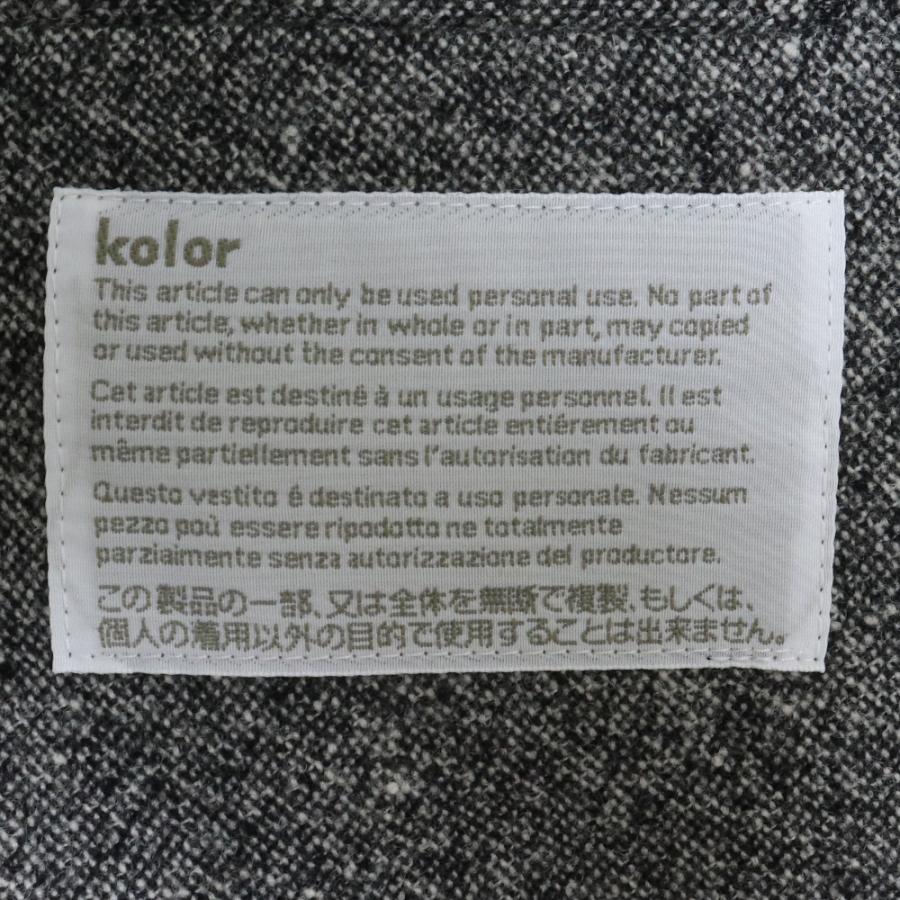 kolor
This article can only be used personal use. No part of
this article, whether in whole or in part, may copied
or used without the consent of the manufacturer.
Cet article est destiné à un usage personnel. Il est
interdit de reproduire cet article entiérement ou
même partiellement sans l'autorisation du fabricant.
Questo vestito é destinato a uso personale. Nessum
pezzo poù essere ripodotto ne totalmente
parziaimente senza autorizzazione del productore.
この製品の一部、又は全体を無断で複製、もしくは、
個人の着用以外の目的で使用することは出来ません。